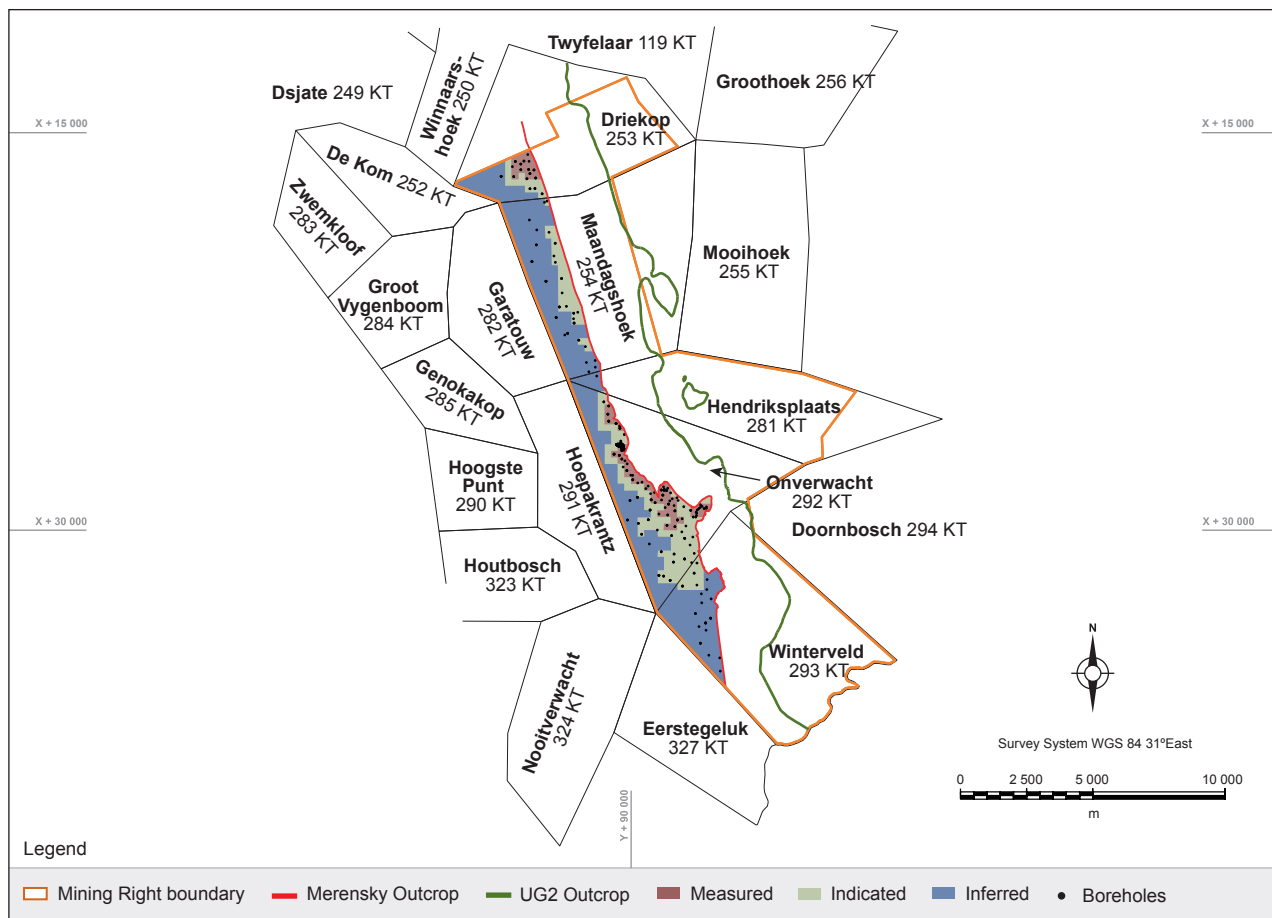 Twyfelaar 119 KT
Groothoek 256 KT
Winnaars-
hoek 250 KT
Dsjate 249 KT
X + 15 000
X + 15 000
Driekop
253 KT
De Kom 252 KT
Zwemkloof
283 KT
Maandagshoek
254 KT
Mooihoek
255 KT
Groot
Vygenboom
284 KT
Garatouw
282 KT
Genokakop
285 KT
Hendriksplaats
281 KT
Hoogste
Punt
290 KT
Hoepakrantz
291 KT
Onverwacht
292 KT
Doornbosch 294 KT
X + 30 000
X + 30 000
Houtbosch
323 KT
Winterveld
293 KT
N
Nooitverwacht
324 KT
Eerstegeluk
327 KT
Survey System WGS 84 31ºEast
0 2 500 5 000 10 000
m
Y + 90 000
Legend
Mining Right boundary Merensky Outcrop UG2 Outcrop Measured Indicated Inferred Boreholes